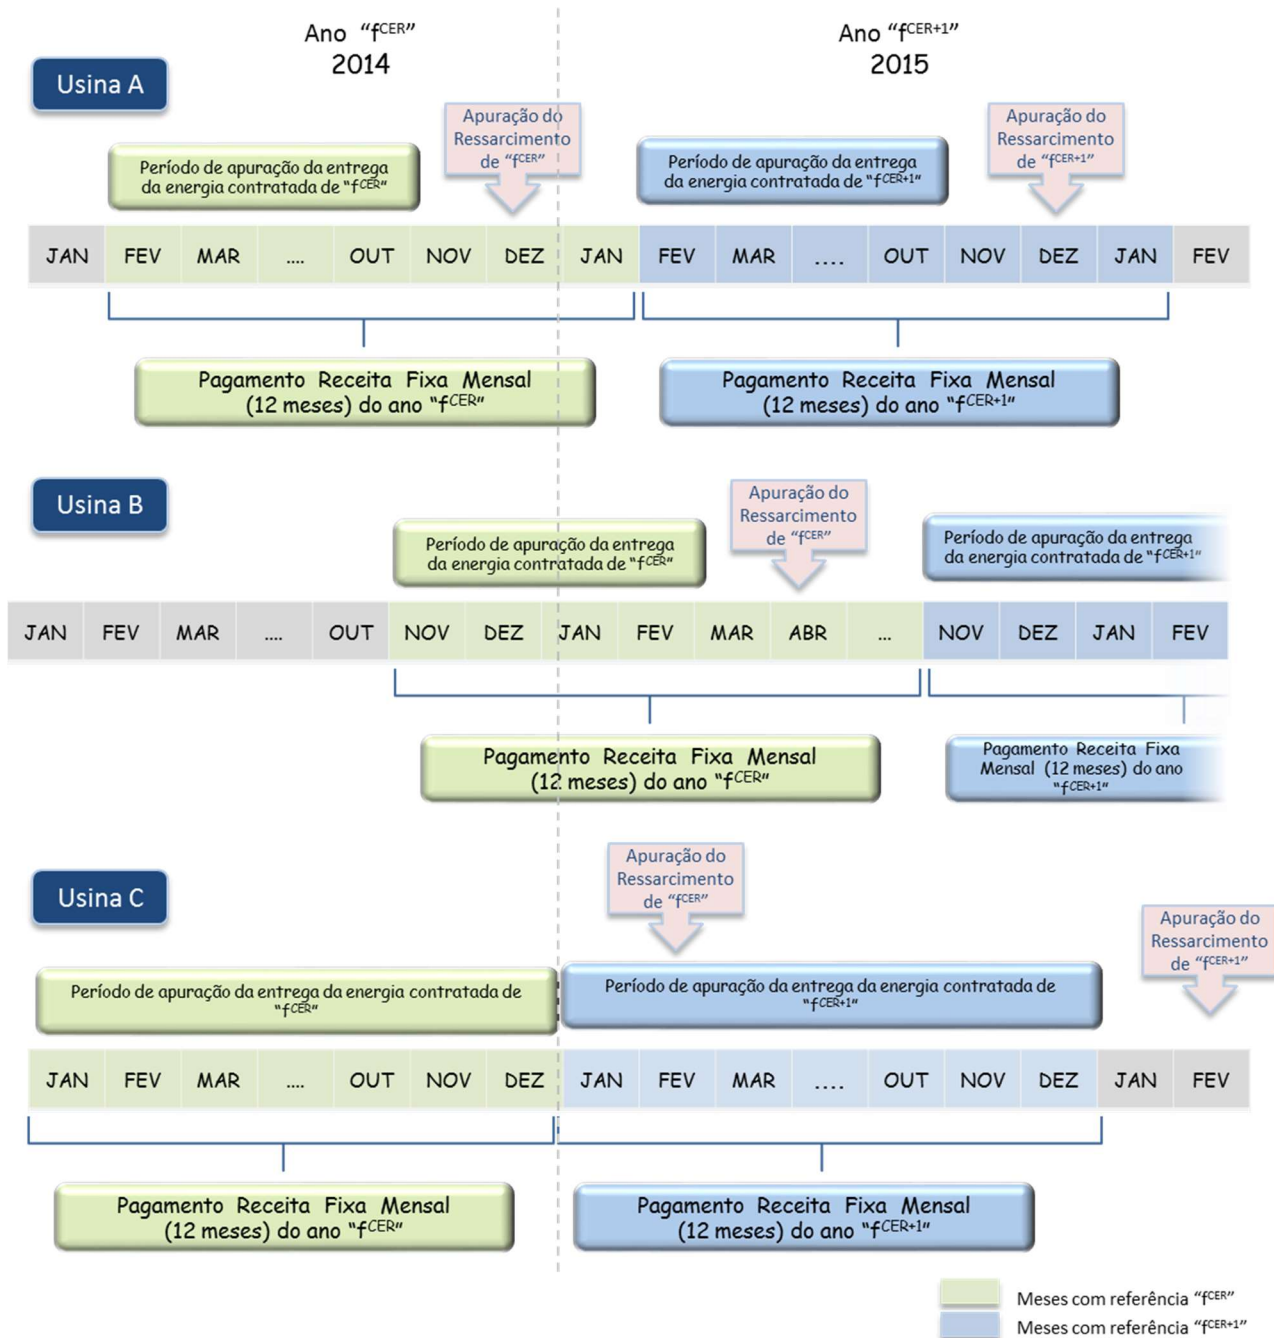 Ano “fCER”
2014
Ano “fCER+1”
2015
Usina A
Período de apuração da entrega
da energia contratada de “fCER”
Apuração do
Ressarcimento
de “fCER”
Período de apuração da entrega
da energia contratada de “fCER+1”
Apuração do
Ressarcimento
de “fCER+1”
JAN FEV MAR .... OUT NOV DEZ JAN FEV MAR .... OUT NOV DEZ JAN FEV
Pagamento Receita Fixa Mensal
(12 meses) do ano “fCER”
Pagamento Receita Fixa Mensal
(12 meses) do ano “fCER+1”
Usina B
Período de apuração da entrega
da energia contratada de “fCER”
Apuração do
Ressarcimento
de “fCER”
Período de apuração da entrega
da energia contratada de “fCER+1”
JAN FEV MAR .... OUT NOV DEZ JAN FEV MAR ABR ... NOV DEZ JAN FEV
Pagamento Receita Fixa Mensal
(12 meses) do ano “fCER”
Pagamento Receita Fixa
Mensal (12 meses) do ano
“fCER+1”
Usina C
Apuração do
Ressarcimento
de “fCER”
Apuração do
Ressarcimento
de “fCER+1”
Período de apuração da entrega da energia contratada de
“fCER”
Período de apuração da entrega da energia contratada de
“fCER+1”
JAN FEV MAR .... OUT NOV DEZ JAN FEV MAR .... OUT NOV DEZ JAN FEV
Pagamento Receita Fixa Mensal
(12 meses) do ano “fCER”
Pagamento Receita Fixa Mensal
(12 meses) do ano “fCER+1”
Meses com referência “fCER”
Meses com referência “fCER+1”